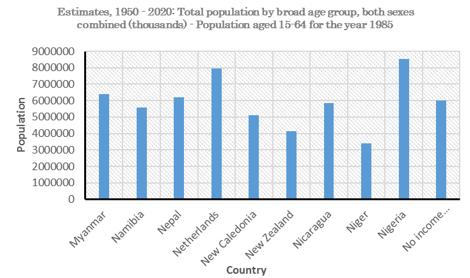 Estimates, 1950 - 2020: Total population by broad age group, both sexes
combined (thousands) - Population aged 15-64 for the year 1985
9000000
8000000
7000000
6000000
5000000
4000000
3000000
2000000
1000000
0
Population
Myanmar
Namibia
Nepal
Netherlands
New Caledonia
New Zealand
Nicaragua
Niger
Nigeria
No income...
Country